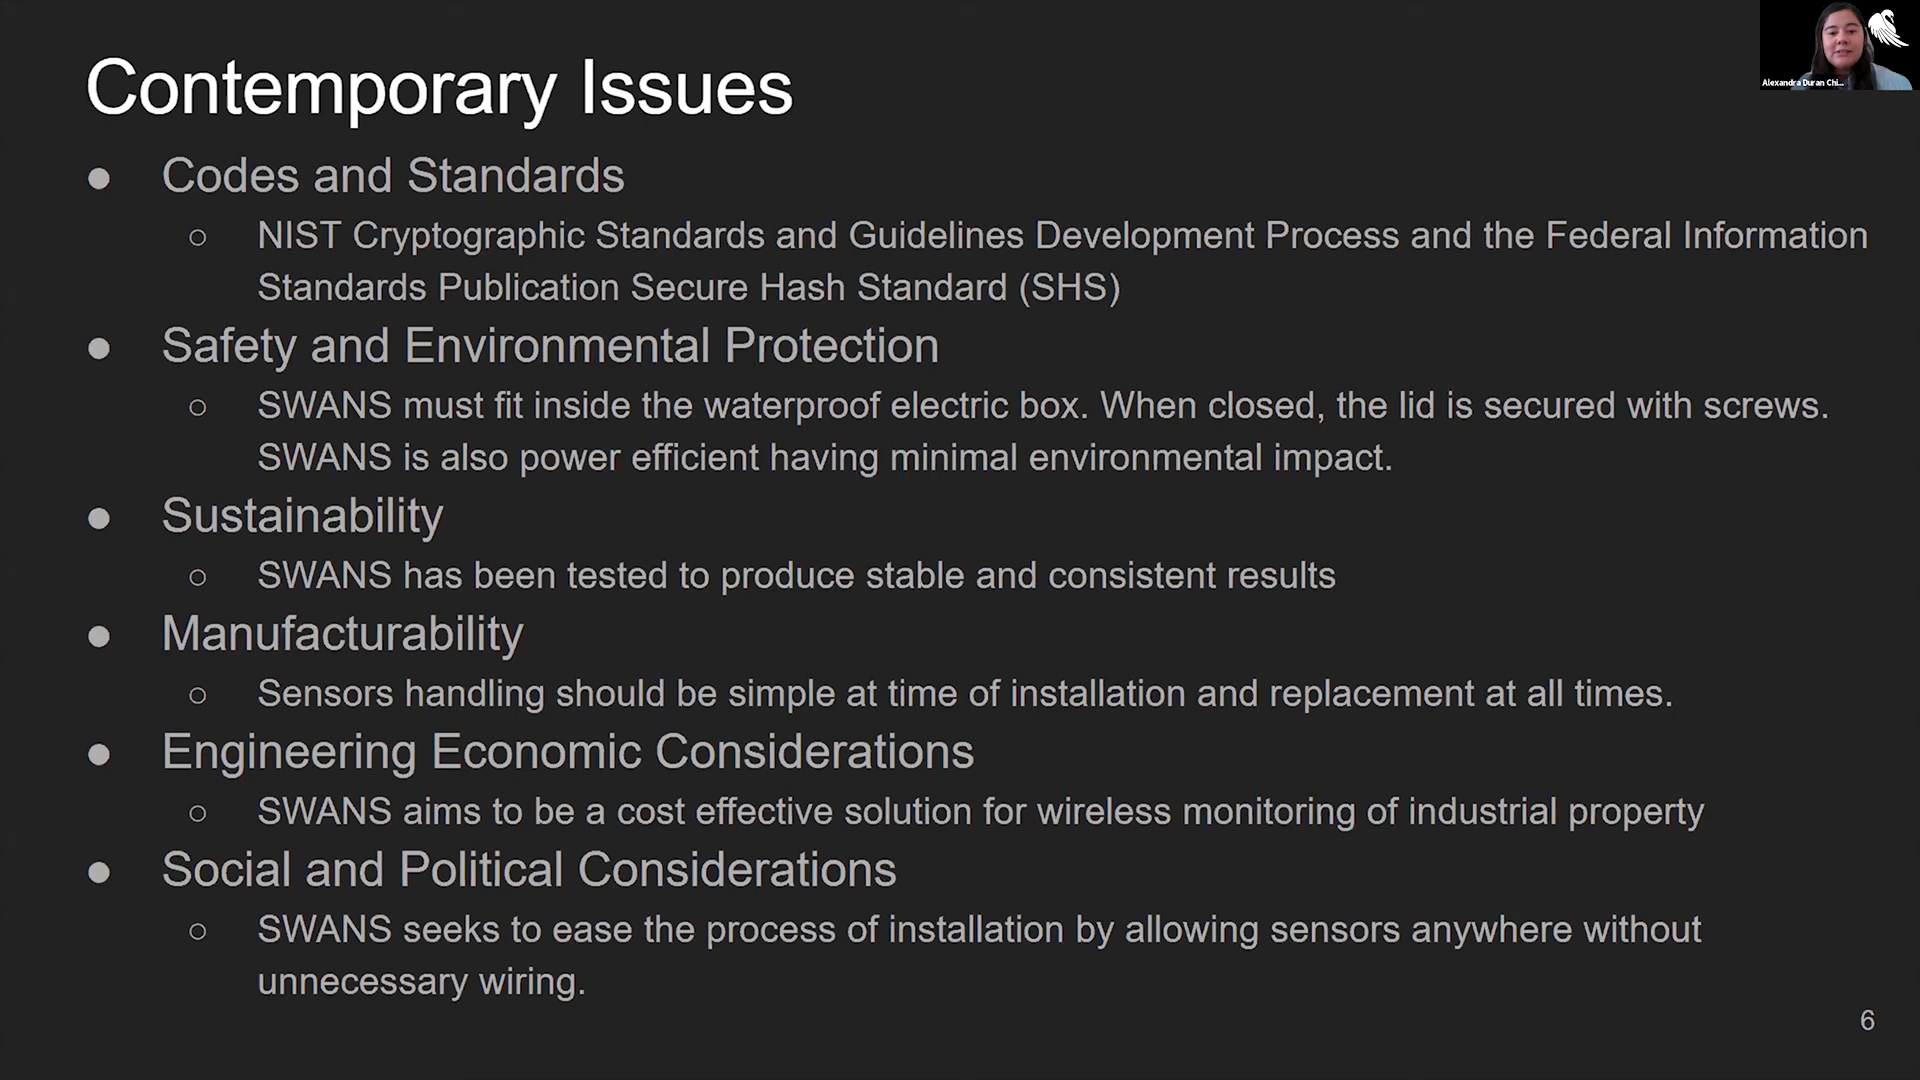 Contemporary Issues
Alexandra Duran Chi...
● Codes and Standards
○ NIST Cryptographic Standards and Guidelines Development Process and the Federal Information
Standards Publication Secure Hash Standard (SHS)
● Safety and Environmental Protection
○ SWANS must fit inside the waterproof electric box. When closed, the lid is secured with screws.
SWANS is also power efficient having minimal environmental impact.
● Sustainability
○ SWANS has been tested to produce stable and consistent results
● Manufacturability
○ Sensors handling should be simple at time of installation and replacement at all times.
● Engineering Economic Considerations
○ SWANS aims to be a cost effective solution for wireless monitoring of industrial property
● Social and Political Considerations
○ SWANS seeks to ease the process of installation by allowing sensors anywhere without
unnecessary wiring.
6